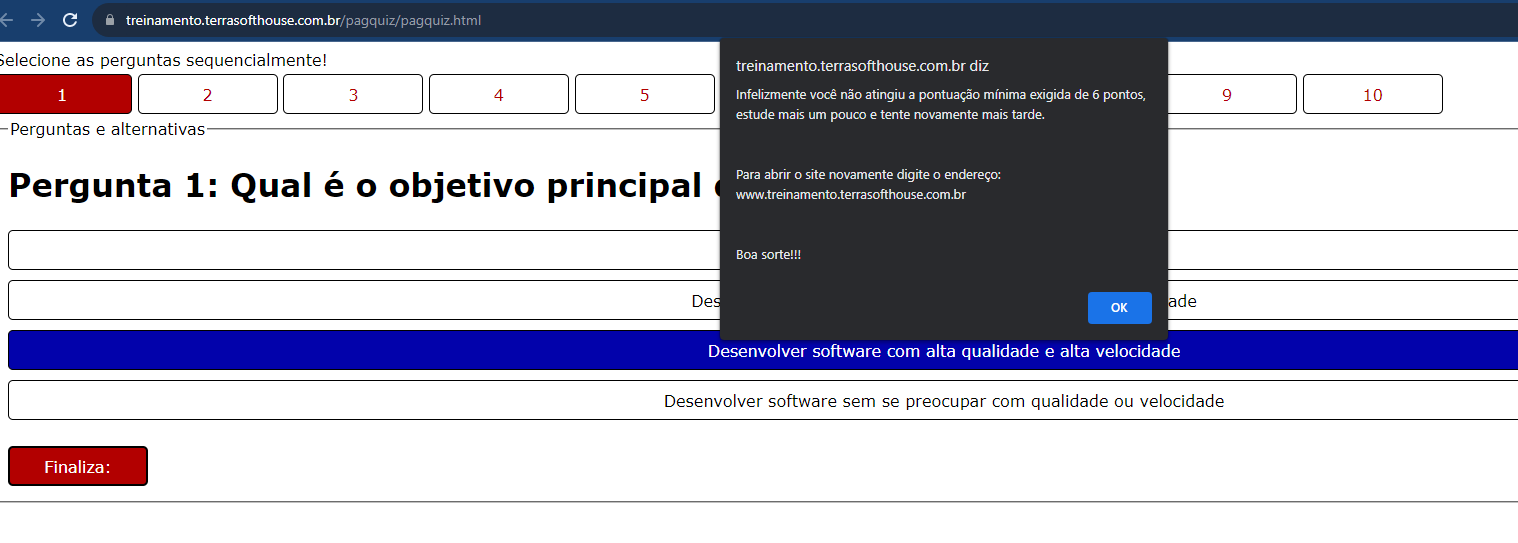 treinamento.terrasofthouse.com.br/pagquiz/pagquiz.html
Selecione as perguntas sequencialmente!
1 2 3 4 5 9 10
Perguntas e alternativas
treinamento.terrasofthouse.com.br diz
Infelizmente você não atingiu a pontuação mínima exigida de 6 pontos,
estude mais um pouco e tente novamente mais tarde.
Para abrir o site novamente digite o endereço:
www.treinamento.terrasofthouse.com.br
Boa sorte!!!
OK
Pergunta 1: Qual é o objetivo principal
Desenvolver software com alta qualidade e alta velocidade
Desenvolver software sem se preocupar com qualidade ou velocidade
Finaliza: